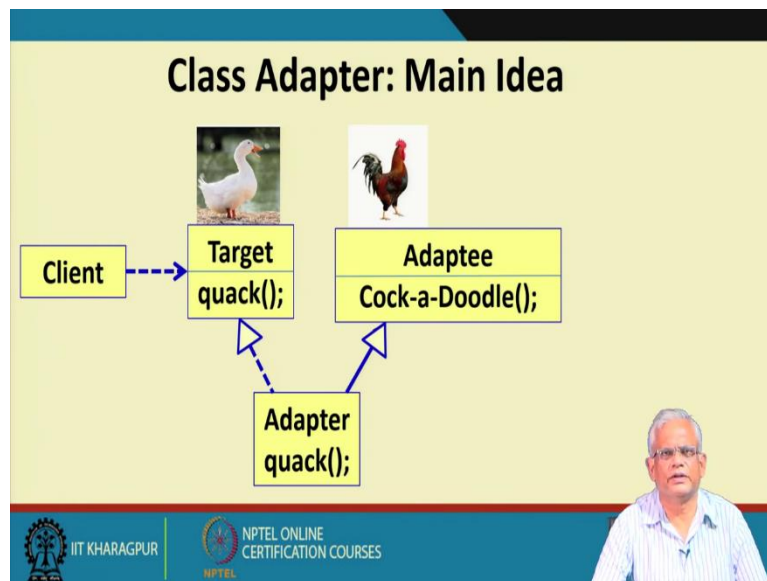 Class Adapter: Main Idea
Client
Target
quack();
Adaptee
Cock-a-Doodle();
Adapter
quack();
IIT KHARAGPUR
NPTEL
NPTEL ONLINE
CERTIFICATION COURSES